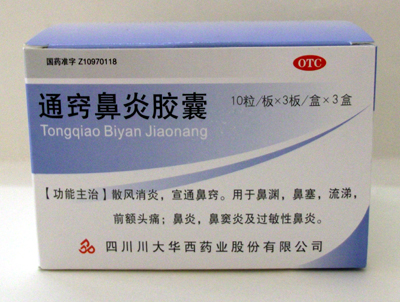 国药准字 Z10970118
OTC
通窍鼻炎胶囊
10粒/板×3板/盒×3盒
Tongqiao Biyan Jiaonang
【功能主治】散风消炎，宣通鼻窍。用于鼻渊，鼻塞，流涕，
前额头痛；鼻炎，鼻窦炎及过敏性鼻炎。
四川川大华西药业股份有限公司